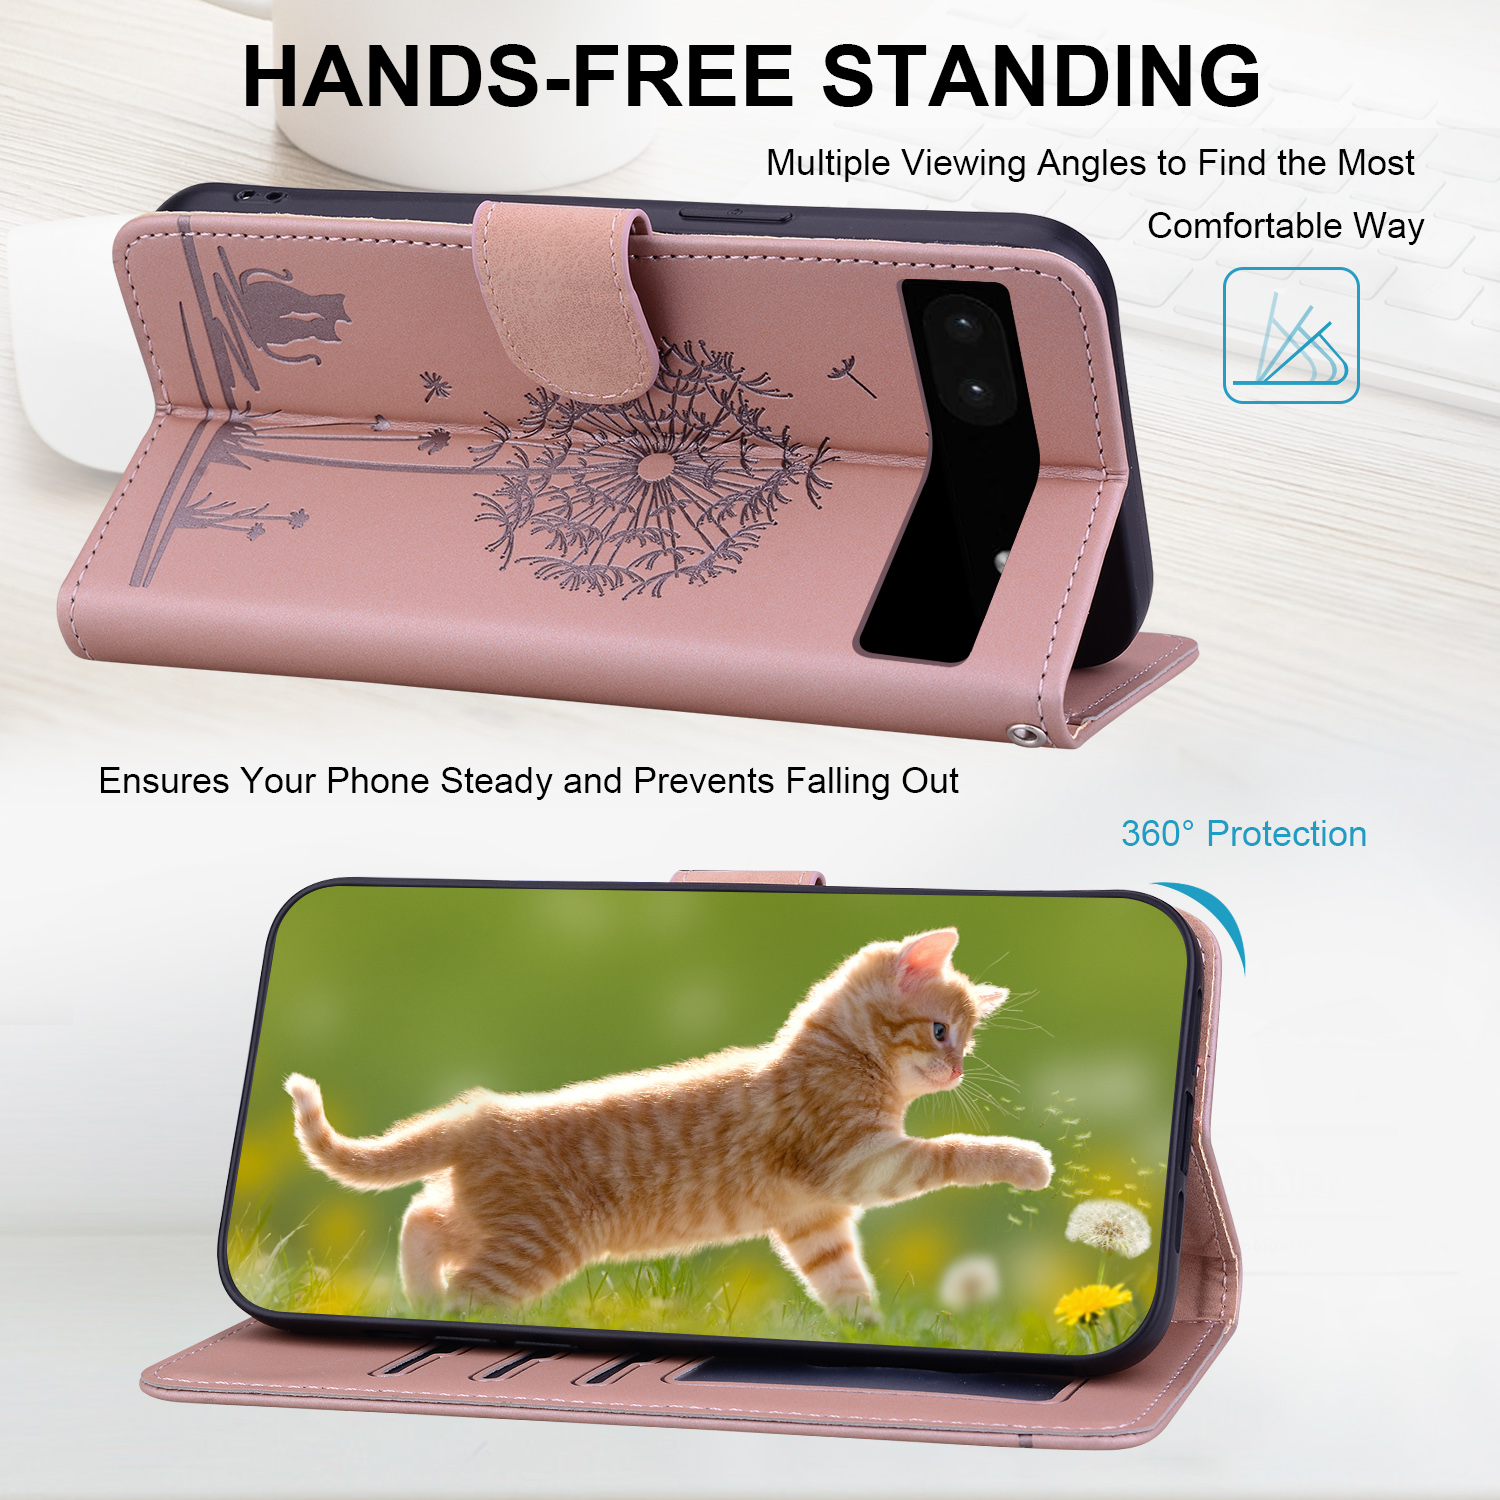 HANDS-FREE STANDING
Multiple Viewing Angles to Find the Most
Comfortable Way
Ensures Your Phone Steady and Prevents Falling Out
360° Protection